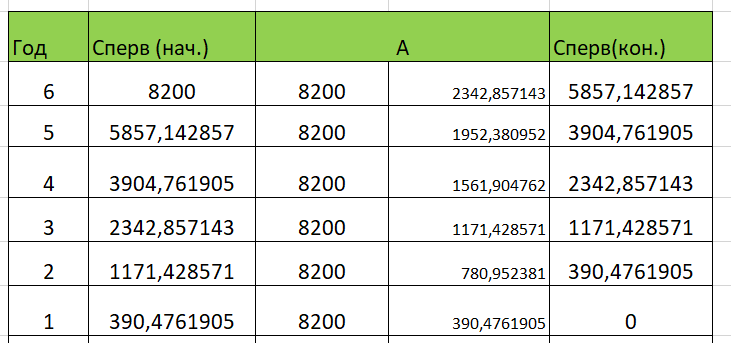 Год Сперв (нач.) А Сперв(кон.)
6 8200 8200 2342,857143 5857,142857
5 5857,142857 8200 1952,380952 3904,761905
4 3904,761905 8200 1561,904762 2342,857143
3 2342,857143 8200 1171,428571 1171,428571
2 1171,428571 8200 780,952381 390,4761905
1 390,4761905 8200 390,4761905 0